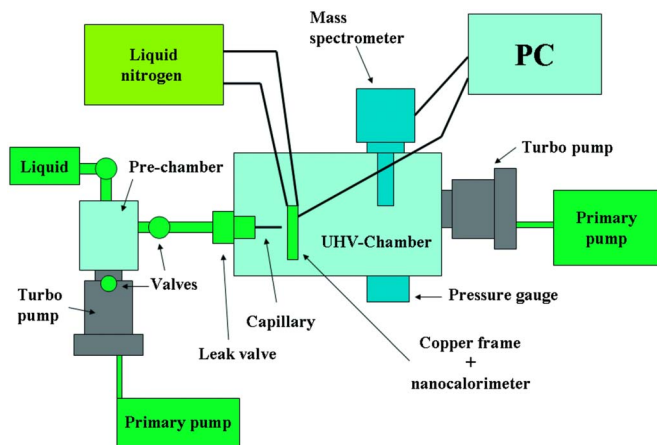 Mass
spectrometer
Liquid
nitrogen
PC
Turbo pump
Liquid
Pre-chamber
UHV-Chamber
Primary
pump
Valves
Turbo
pump
Capillary
Pressure gauge
Leak valve
Copper frame
+
nanocalorimeter
Primary pump